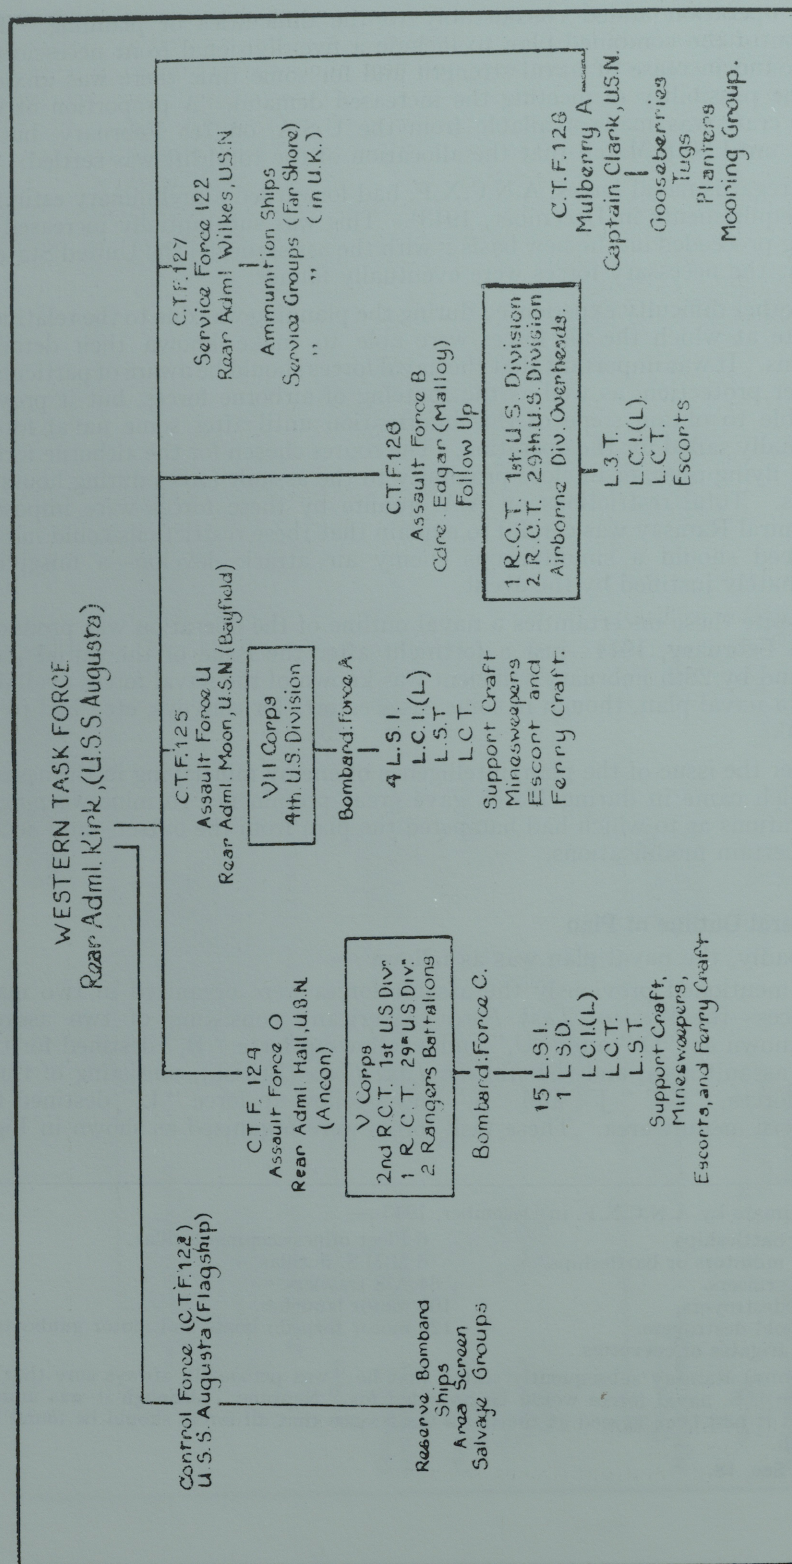 WESTERN TASK FORCE
Rear Adml. Kirk, (U.S.S. Augusta)
Control Force (C.T.F. 122)
U.S.S. Augusta (Flagship)
Reserve Bombard
Ships
Area Screen
Salvage Groups
C.T.F. 124
Assault Force O
Rear Adml. Hall, U.S.N.
(Ancon)
V Corps
2nd R.C.T. 1st US Divn
1 R.C.T. 29th US Divn
2 Rangers Battalions
Bombard: Force C.
15 L.S.I.
1 L.S.D.
L.C.I.(L)
L.C.T.
L.S.T.
Support Craft,
Minesweepers,
Escorts, and Ferry Craft
C.T.F. 125
Assault Force U
Rear Adml. Moon, U.S.N. (Bayfield)
VII Corps
4th. U.S. Division
Bombard: Force A
4 L.S.I.
L.C.I.(L)
L.S.T
L.C.T.
Support Craft
Minesweepers
Escort and
Ferry Craft.
C.T.F. 126
Assault Force B
Cdre. Edgar (Malloy)
Follow Up
1 R.C.T. 1st. U.S. Division
2 R.C.T. 29th U.S. Division
Airborne Div. Overheads.
L.S.T.
L.C.I.(L)
L.C.T.
Escorts
C.T.F. 127
Service Force 122
Rear Adml Wilkes, U.S.N
Ammunition Ships
Service Groups (Far Shore)
" " (in U.K.)
C.T.F. 128
Mulberry A
Captain Clark, U.S.N.
Gooseberries
Tugs
Planters
Mooring Group.